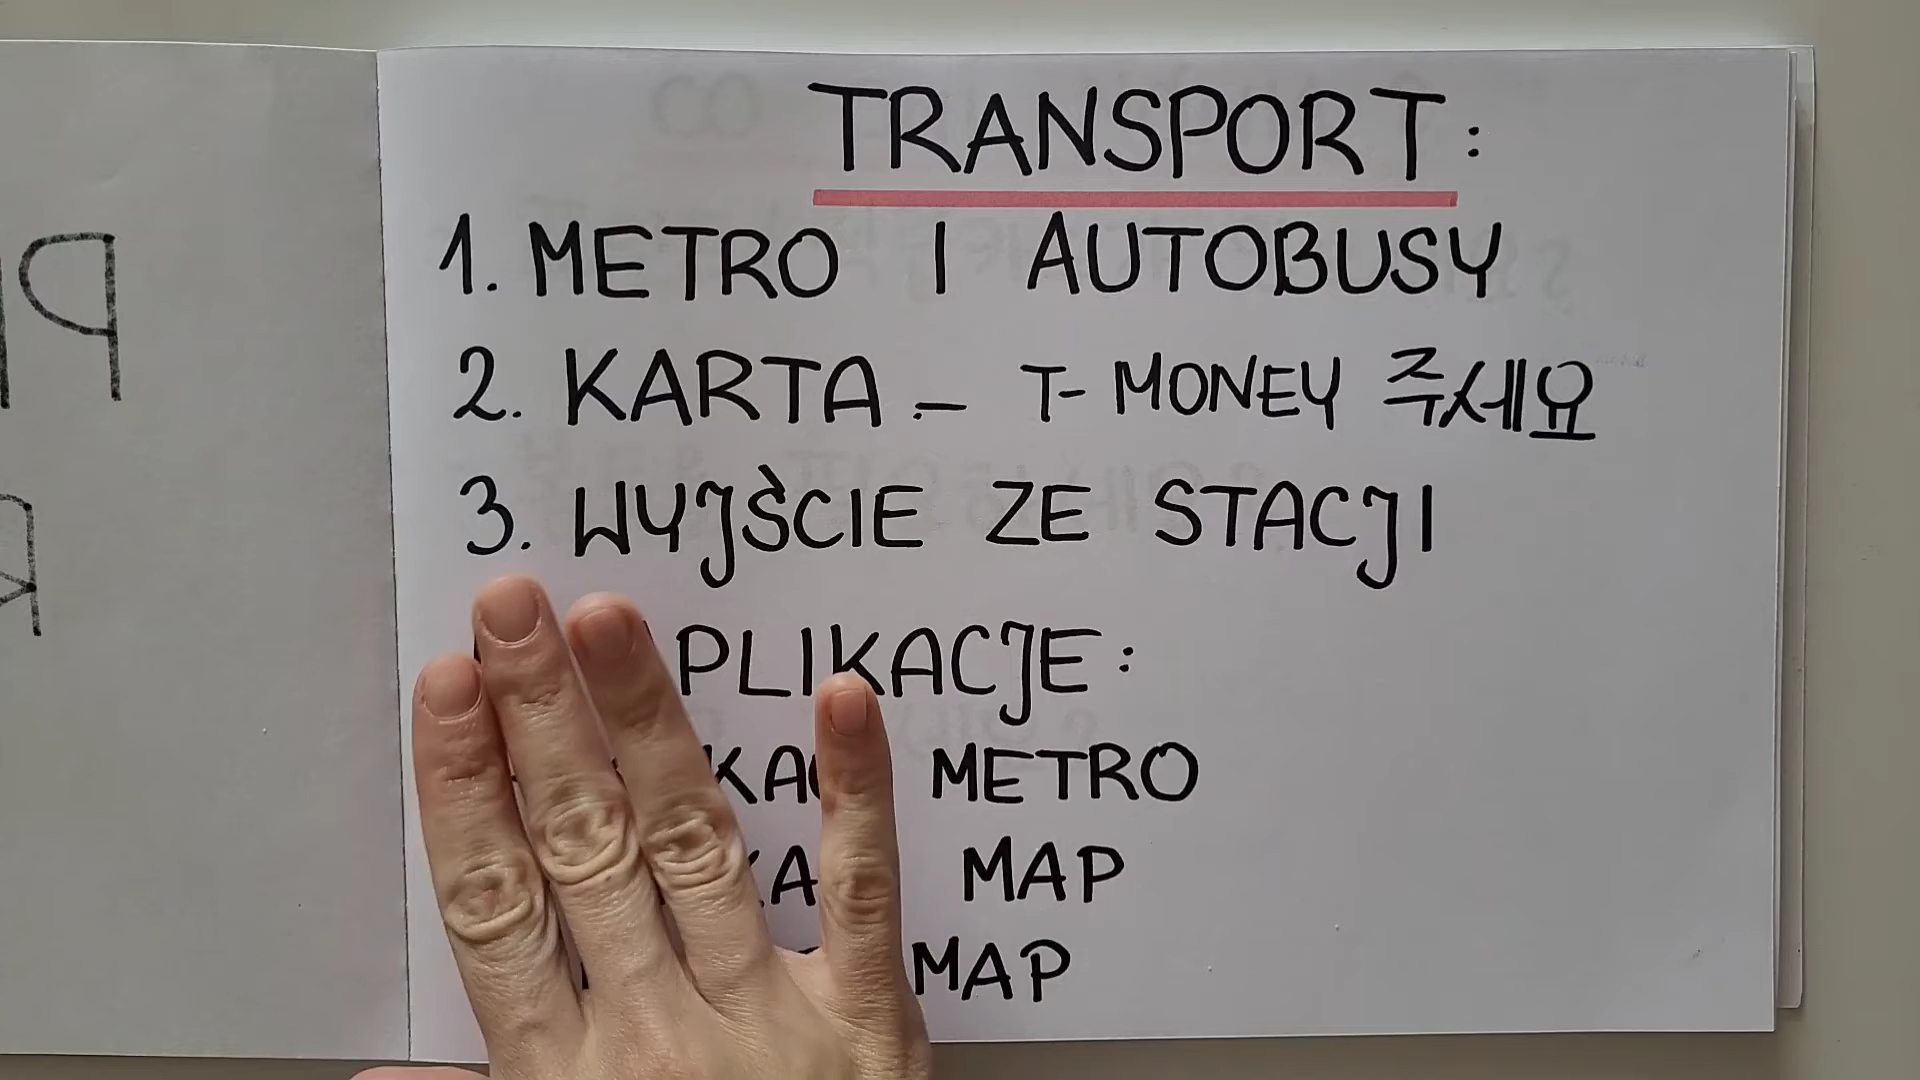 TRANSPORT:
1. METRO I AUTOBUSY
2. KARTA - T-MONEY 주세요
3. WYJŚCIE ZE STACJI
PLIKACJE:
METRO
MAP
MAP